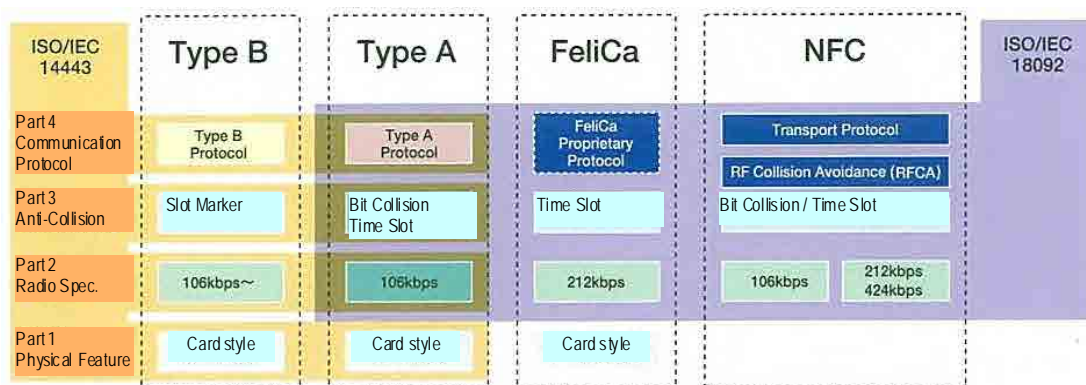 ISO/IEC
14443
Type B
Type A
FeliCa
NFC
ISO/IEC
18092
Part 4
Communication
Protocol
Type B
Protocol
Type A
Protocol
FeliCa
Proprietary
Protocol
Transport Protocol
RF Collision Avoidance (RFCA)
Part 3
Anti-Collision
Slot Marker
Bit Collision
Time Slot
Time Slot
Bit Collision / Time Slot
Part 2
Radio Spec.
106kbps~
106kbps
212kbps
106kbps
212kbps
424kbps
Part 1
Physical Feature
Card style
Card style
Card style